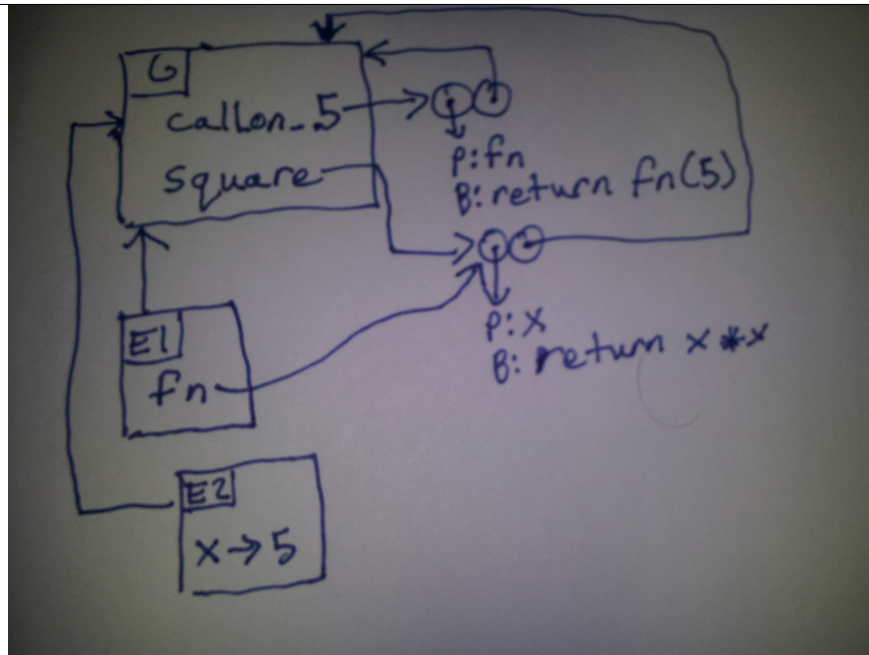 G
callon_5
square
P: fn
B: return fn(5)
P: x
B: return x * x
E1
fn
E2
x → 5